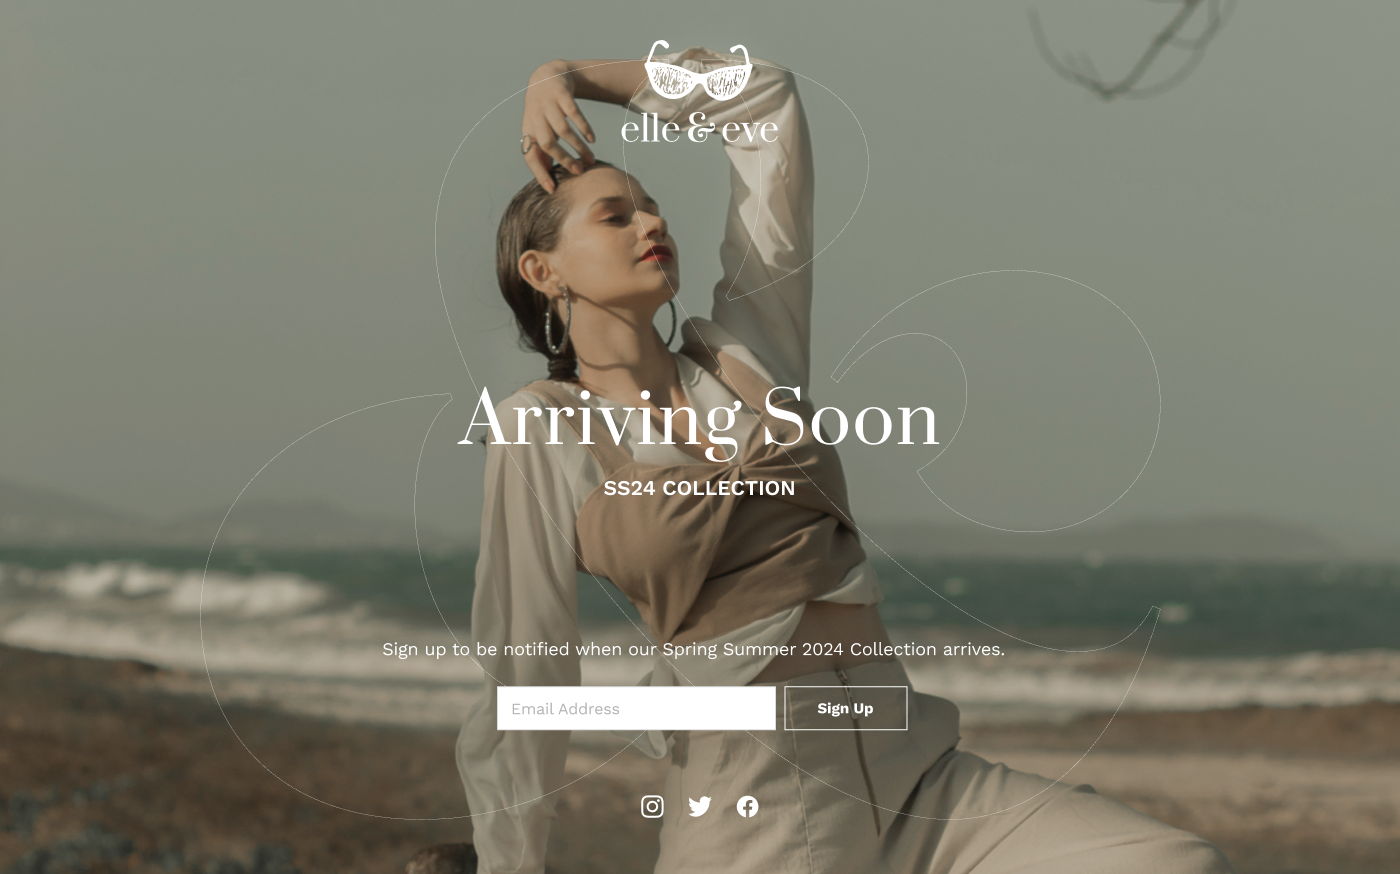 elle & eve
Arriving Soon
SS24 COLLECTION
Sign up to be notified when our Spring Summer 2024 Collection arrives.
Email Address
Sign Up